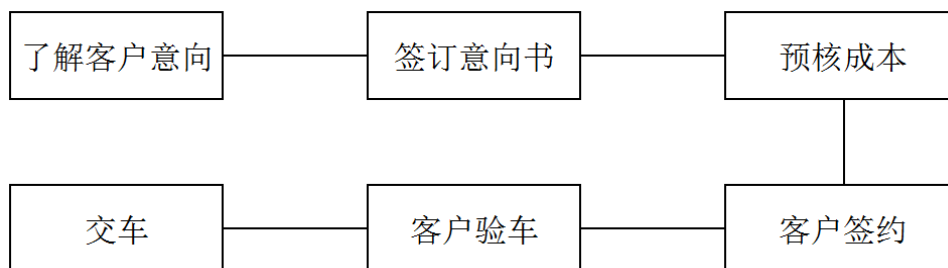 了解客户意向
签订意向书
预核成本
交车
客户验车
客户签约